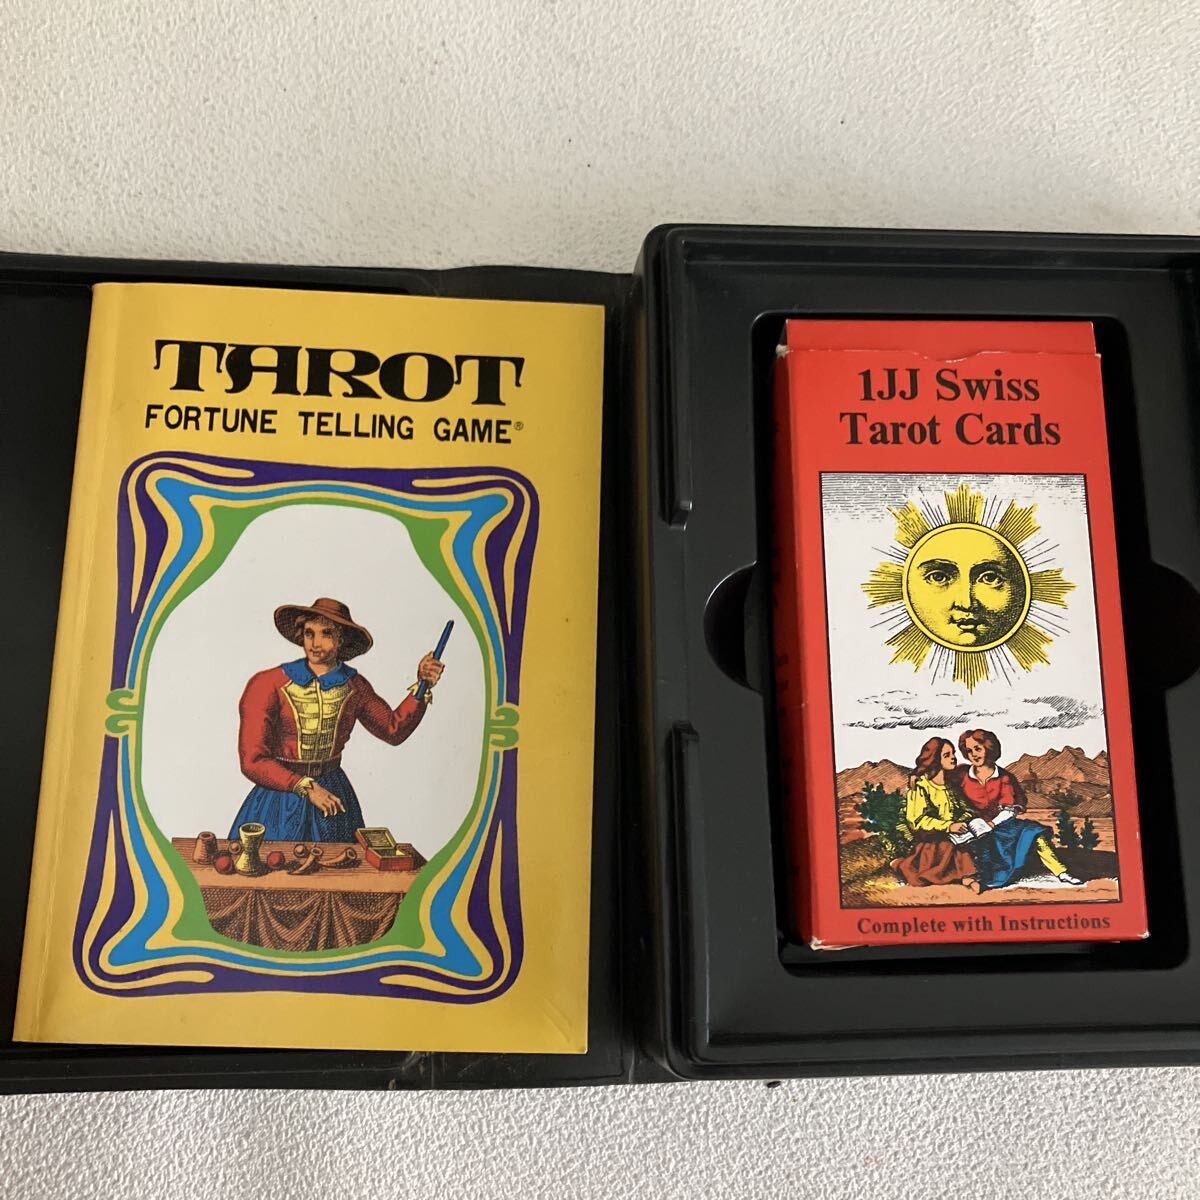 TAROT
FORTUNE TELLING GAME®
1JJ Swiss
Tarot Cards
Complete with Instructions